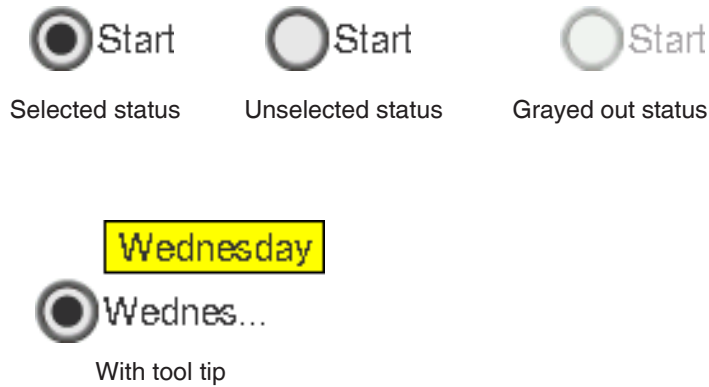 Start Start Start
Selected status Unselected status Grayed out status
Wednesday
Wednes...
With tool tip